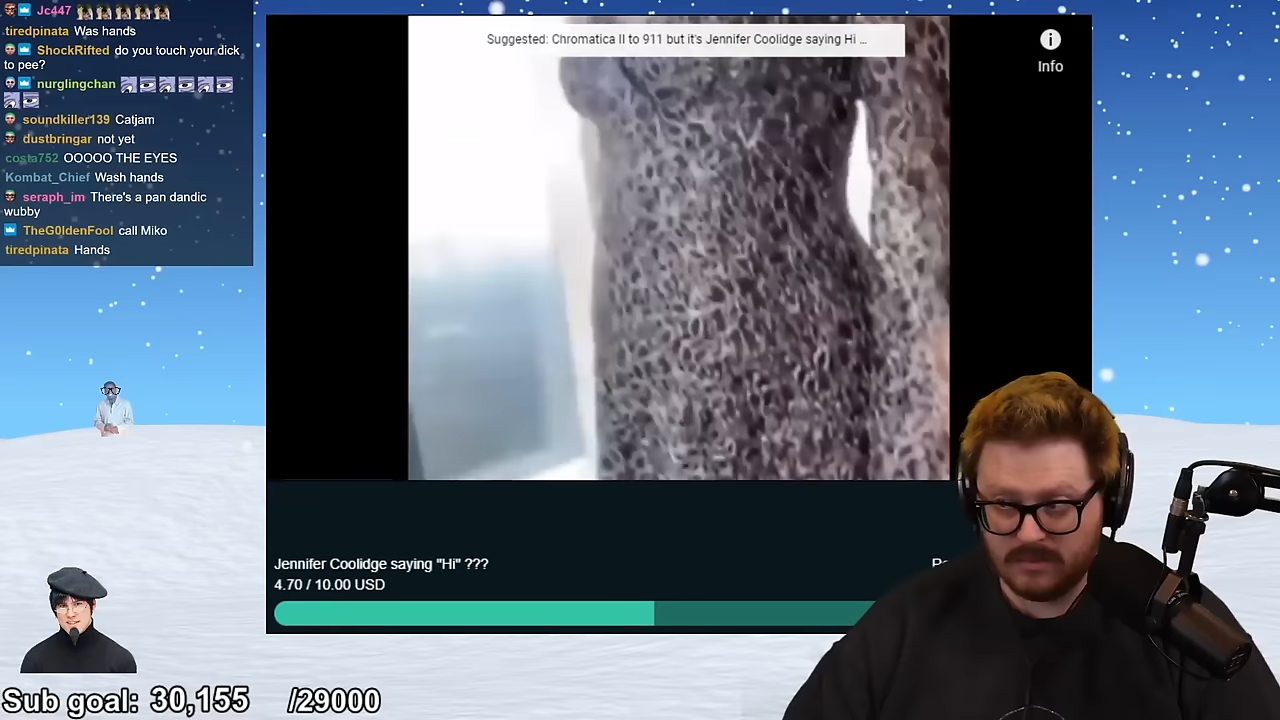 Jc447
tiredpinata Was hands
ShockRifted do you touch your dick
to pee?
nurglingchan
soundkiller139 Catjam
dustbringar not yet
costa752 OOOOO THE EYES
Kombat_Chief Wash hands
seraph_im There's a pan dandic
wubby
TheG0ldenFool call Miko
tiredpinata Hands
Suggested: Chromatica II to 911 but it's Jennifer Coolidge saying Hi ...
Info
Jennifer Coolidge saying "Hi" ???
4.70 / 10.00 USD
Sub goal: 30,155 /29000